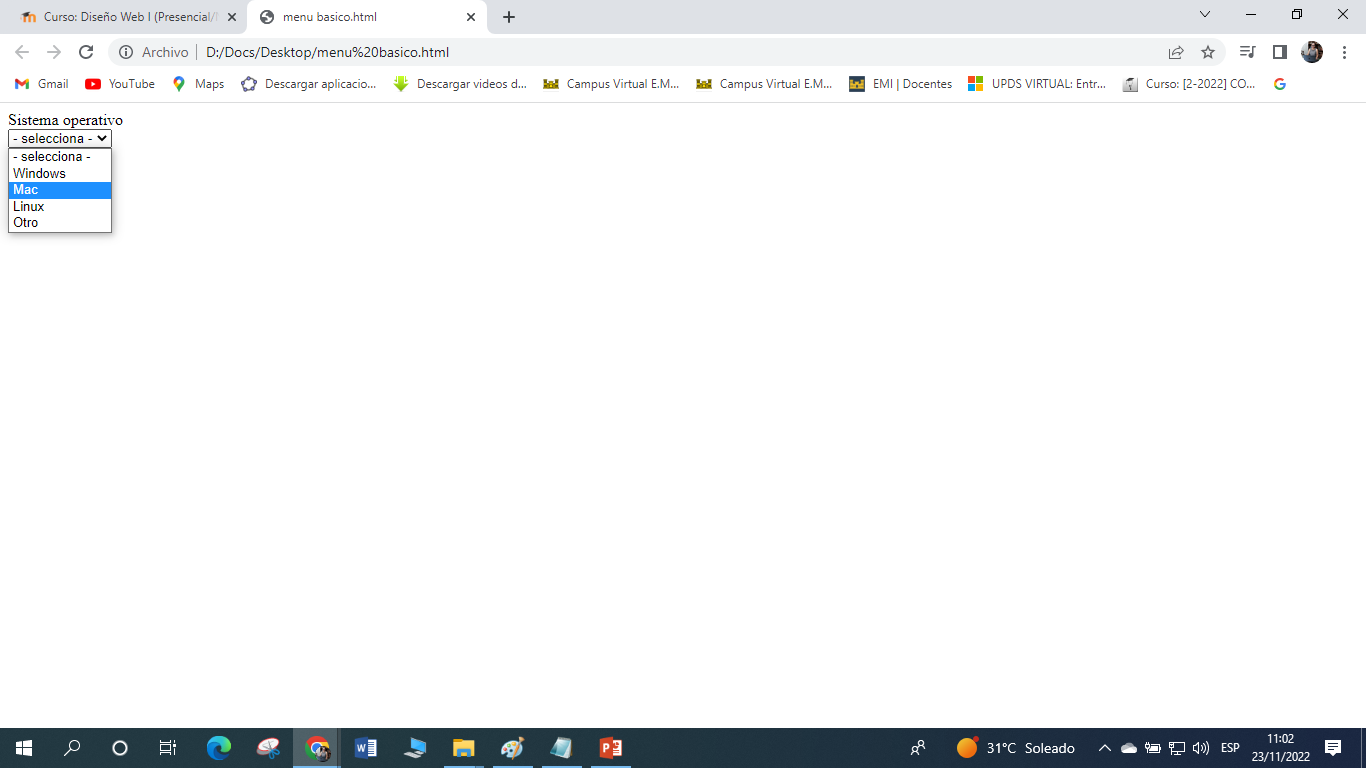 Curso: Diseño Web I (Presencial/
menu basico.html
Archivo
D:/Docs/Desktop/menu%20basico.html
Gmail
YouTube
Maps
Descargar aplicacio...
Descargar videos d...
Campus Virtual E.M...
Campus Virtual E.M...
EMI | Docentes
UPDS VIRTUAL: Entr...
Curso: [2-2022] CO...
Sistema operativo
- selecciona -
- selecciona -
Windows
Mac
Linux
Otro
31°C Soleado
ESP
11:02
23/11/2022